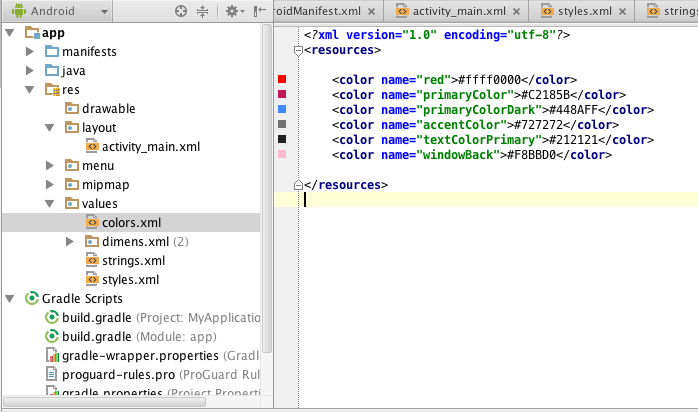 Android
app
manifests
java
res
drawable
layout
activity_main.xml
menu
mipmap
values
colors.xml
dimens.xml (2)
strings.xml
styles.xml
Gradle Scripts
build.gradle (Project: MyApplicatio
build.gradle (Module: app)
gradle-wrapper.properties (Grad
proguard-rules.pro (ProGuard Rul
gradle.properties (Project Propert
roidManifest.xml
activity_main.xml
styles.xml
strings
<?xml version="1.0" encoding="utf-8"?>
<resources>
<color name="red">#ffff0000</color>
<color name="primaryColor">#C2185B</color>
<color name="primaryColorDark">#448AFF</color>
<color name="accentColor">#727272</color>
<color name="textColorPrimary">#212121</color>
<color name="windowBack">#F8BBD0</color>
</resources>